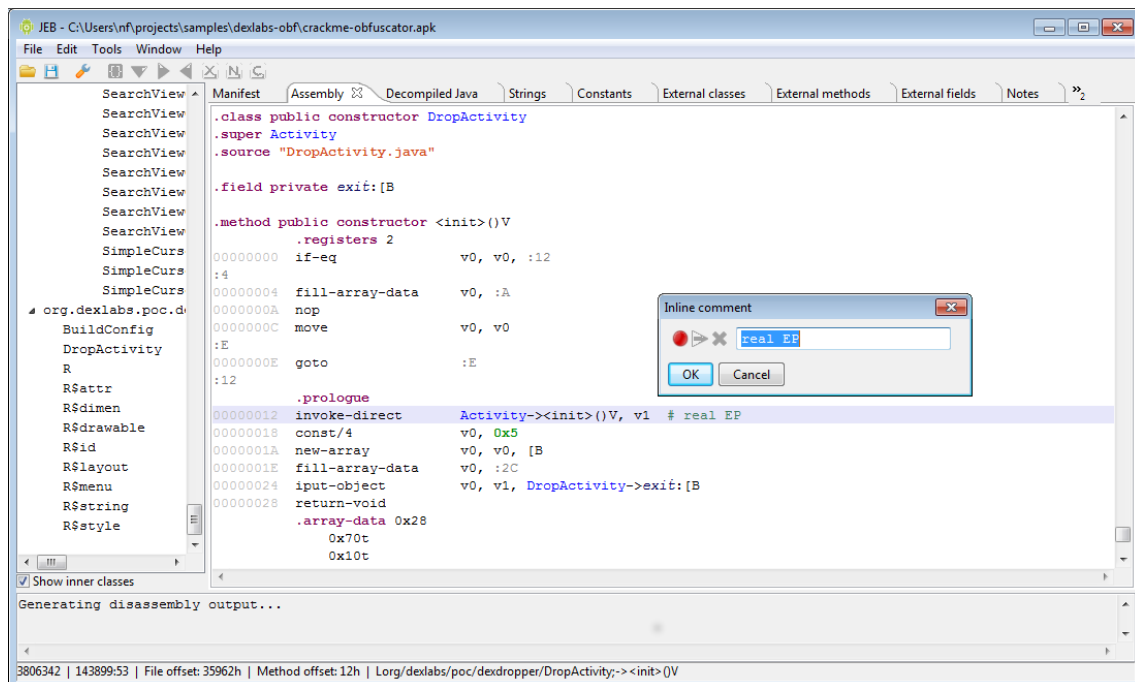 JEB - C:\Users\nf\projects\samples\dexlabs-obf\crackme-obfuscator.apk
File Edit Tools Window Help
Manifest Assembly Decompiled Java Strings Constants External classes External methods External fields Notes »2
SearchView
SearchView
SearchView
SearchView
SearchView
SearchView
SearchView
SearchView
SimpleCurs
SimpleCurs
SimpleCurs
org.dexlabs.poc.d
BuildConfig
DropActivity
R
R$attr
R$dimen
R$drawable
R$id
R$layout
R$menu
R$string
R$style
Show inner classes
.class public constructor DropActivity
.super Activity
.source "DropActivity.java"
.field private exiť:[B
.method public constructor <init>()V
.registers 2
00000000 if-eq v0, v0, :12
:4
00000004 fill-array-data v0, :A
0000000A nop
0000000C move v0, v0
:E
0000000E goto :E
:12
.prologue
00000012 invoke-direct Activity-><init>()V, v1 # real EP
00000018 const/4 v0, 0x5
0000001A new-array v0, v0, [B
0000001E fill-array-data v0, :2C
00000024 iput-object v0, v1, DropActivity->exiť:[B
00000028 return-void
.array-data 0x28
0x70t
0x10t
Inline comment
real EP
OK Cancel
Generating disassembly output...
3806342 | 143899:53 | File offset: 35962h | Method offset: 12h | Lorg/dexlabs/poc/dexdropper/DropActivity;-><init>()V